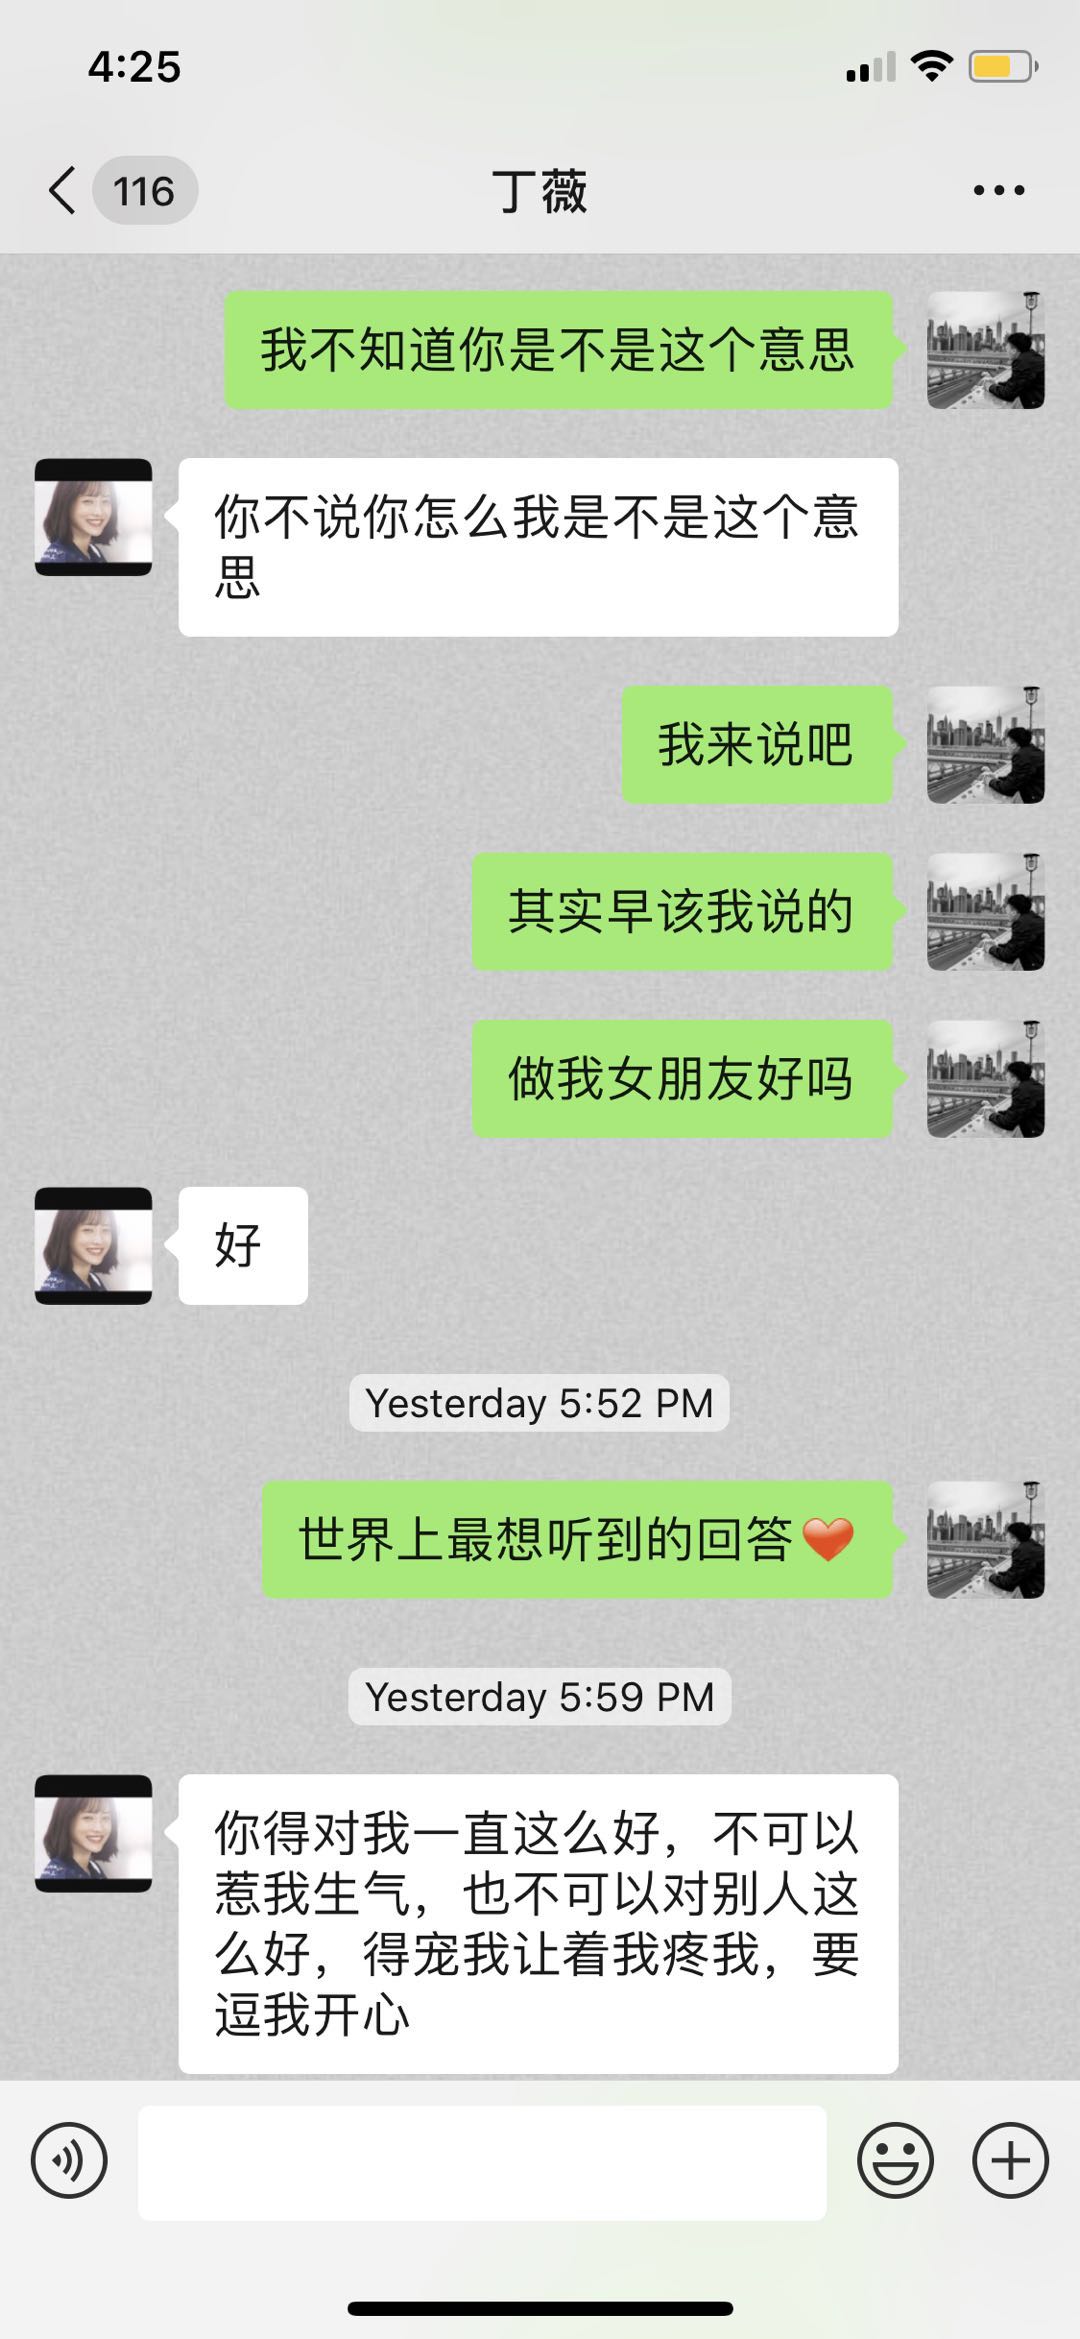 4:25
116
丁薇
我不知道你是不是这个意思
你不说你怎么我是不是这个意
思
我来说吧
其实早该我说的
做我女朋友好吗
好
Yesterday 5:52 PM
世界上最想听到的回答❤️
Yesterday 5:59 PM
你得对我一直这么好，不可以
惹我生气，也不可以对别人这
么好，得宠我让着我疼我，要
逗我开心